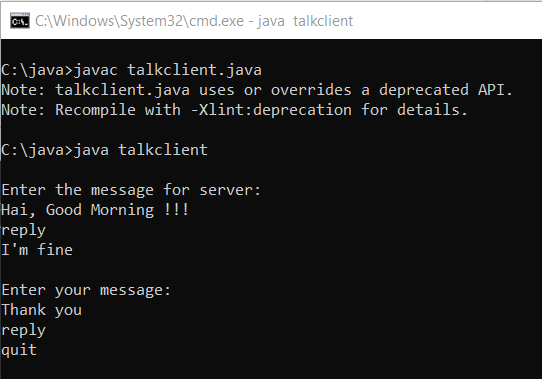 C:\Windows\System32\cmd.exe - java  talkclient
C:\java>javac talkclient.java
Note: talkclient.java uses or overrides a deprecated API.
Note: Recompile with -Xlint:deprecation for details.
C:\java>java talkclient
Enter the message for server:
Hai, Good Morning !!!
reply
I'm fine
Enter your message:
Thank you
reply
quit